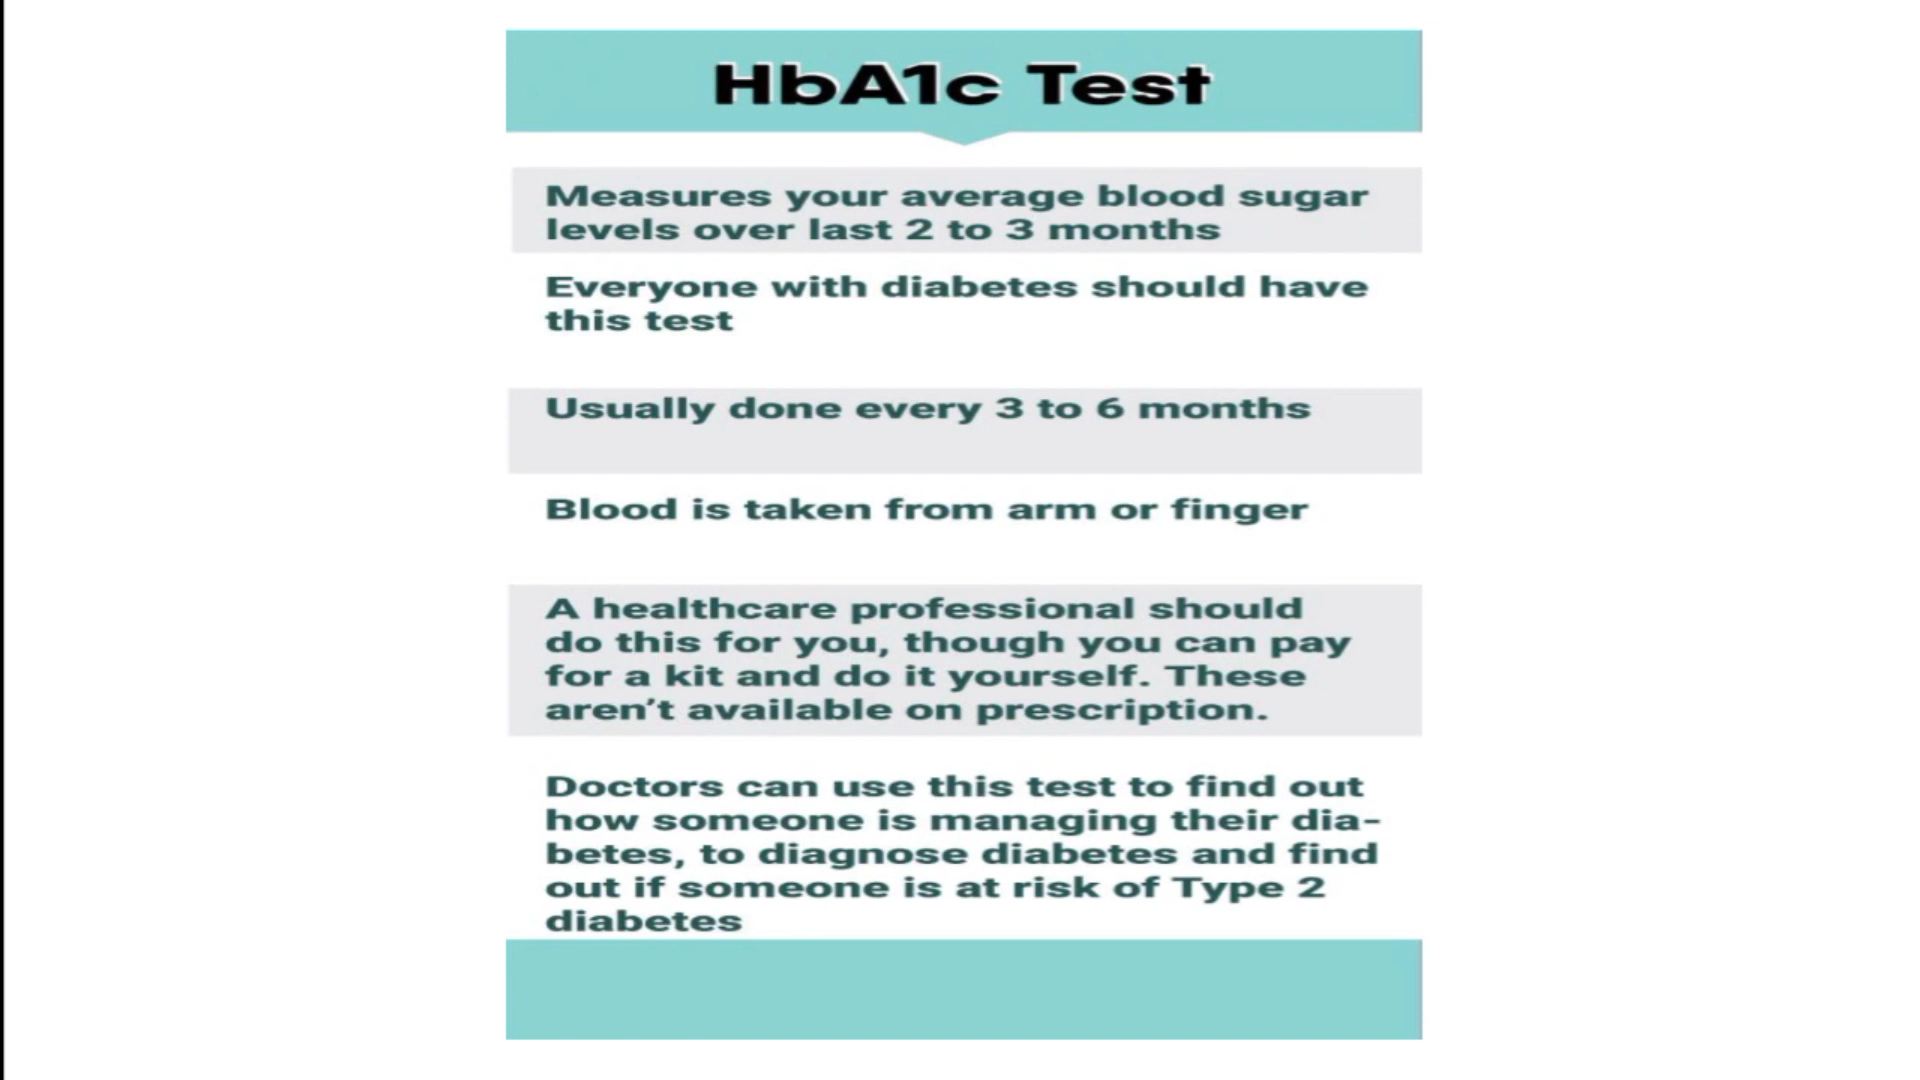 HbA1c Test
Measures your average blood sugar
levels over last 2 to 3 months
Everyone with diabetes should have
this test
Usually done every 3 to 6 months
Blood is taken from arm or finger
A healthcare professional should
do this for you, though you can pay
for a kit and do it yourself. These
aren’t available on prescription.
Doctors can use this test to find out
how someone is managing their dia-
betes, to diagnose diabetes and find
out if someone is at risk of Type 2
diabetes